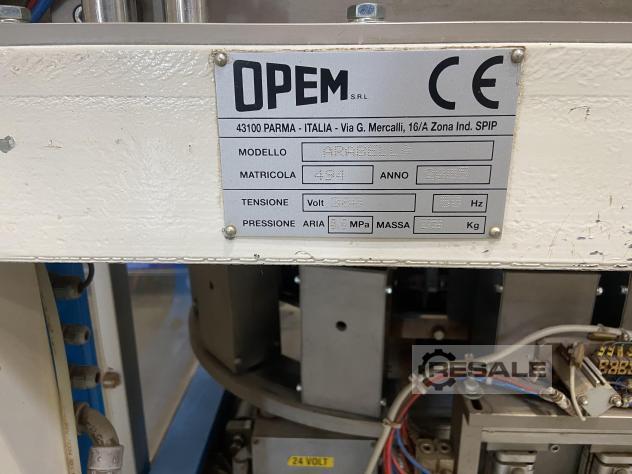 OPEM S.R.L. CE
43100 PARMA - ITALIA - Via G. Mercalli, 16/A Zona Ind. SPIP
MODELLO
MATRICOLA 494 ANNO
TENSIONE Volt Hz
PRESSIONE ARIA MPa MASSA Kg
RESALE
24 VOLT